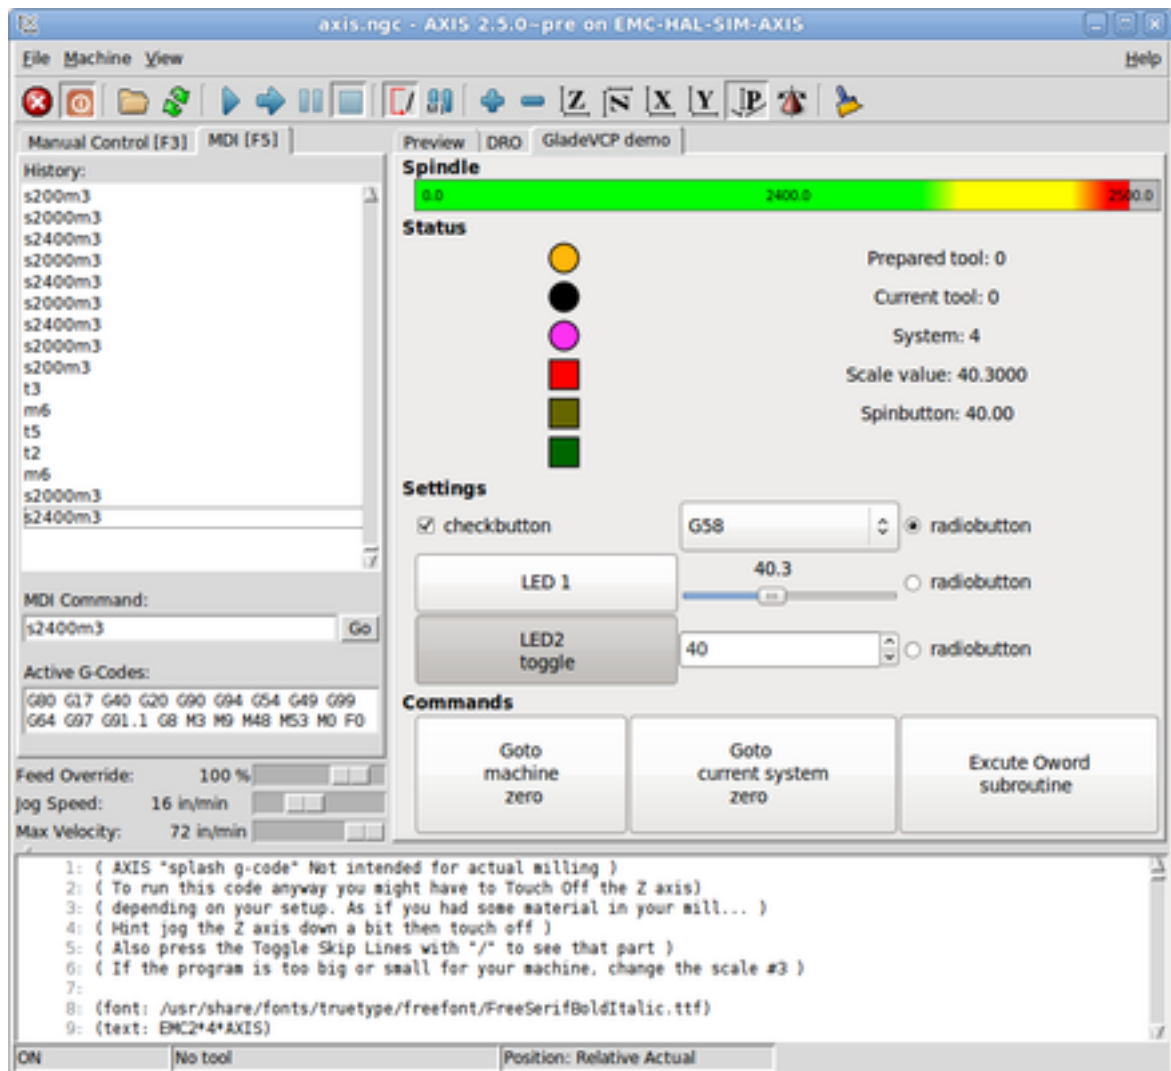 axis.ngc - AXIS 2.5.0~pre on EMC-HAL-SIM-AXIS
File Machine View Help
Z N X Y P
Manual Control [F3] MDI [F5]
Preview DRO GladeVCP demo
History:
s200m3
s2000m3
s2400m3
s2000m3
s2400m3
s2000m3
s2400m3
s2000m3
s200m3
t3
m6
t5
t2
m6
s2000m3
s2400m3
MDI Command:
s2400m3 Go
Active G-Codes:
G80 G17 G40 G20 G90 G94 G54 G49 G99
G64 G97 G91.1 G8 M3 M9 M48 M53 M0 F0
Feed Override: 100 %
Jog Speed: 16 in/min
Max Velocity: 72 in/min
Spindle
0.0 2400.0 2500.0
Status
Prepared tool: 0
Current tool: 0
System: 4
Scale value: 40.3000
Spinbutton: 40.00
Settings
checkbutton G58 radiobutton
LED 1 40.3 radiobutton
LED2
toggle
40 radiobutton
Commands
Goto
machine
zero
Goto
current system
zero
Excute Oword
subroutine
1: ( AXIS "splash g-code" Not intended for actual milling )
2: ( To run this code anyway you might have to Touch Off the Z axis)
3: ( depending on your setup. As if you had some material in your mill... )
4: ( Hint jog the Z axis down a bit then touch off )
5: ( Also press the Toggle Skip Lines with "/" to see that part )
6: ( If the program is too big or small for your machine, change the scale #3 )
7:
8: (font: /usr/share/fonts/truetype/freefont/FreeSerifBoldItalic.ttf)
9: (text: EMC2*4*AXIS)
ON No tool Position: Relative Actual